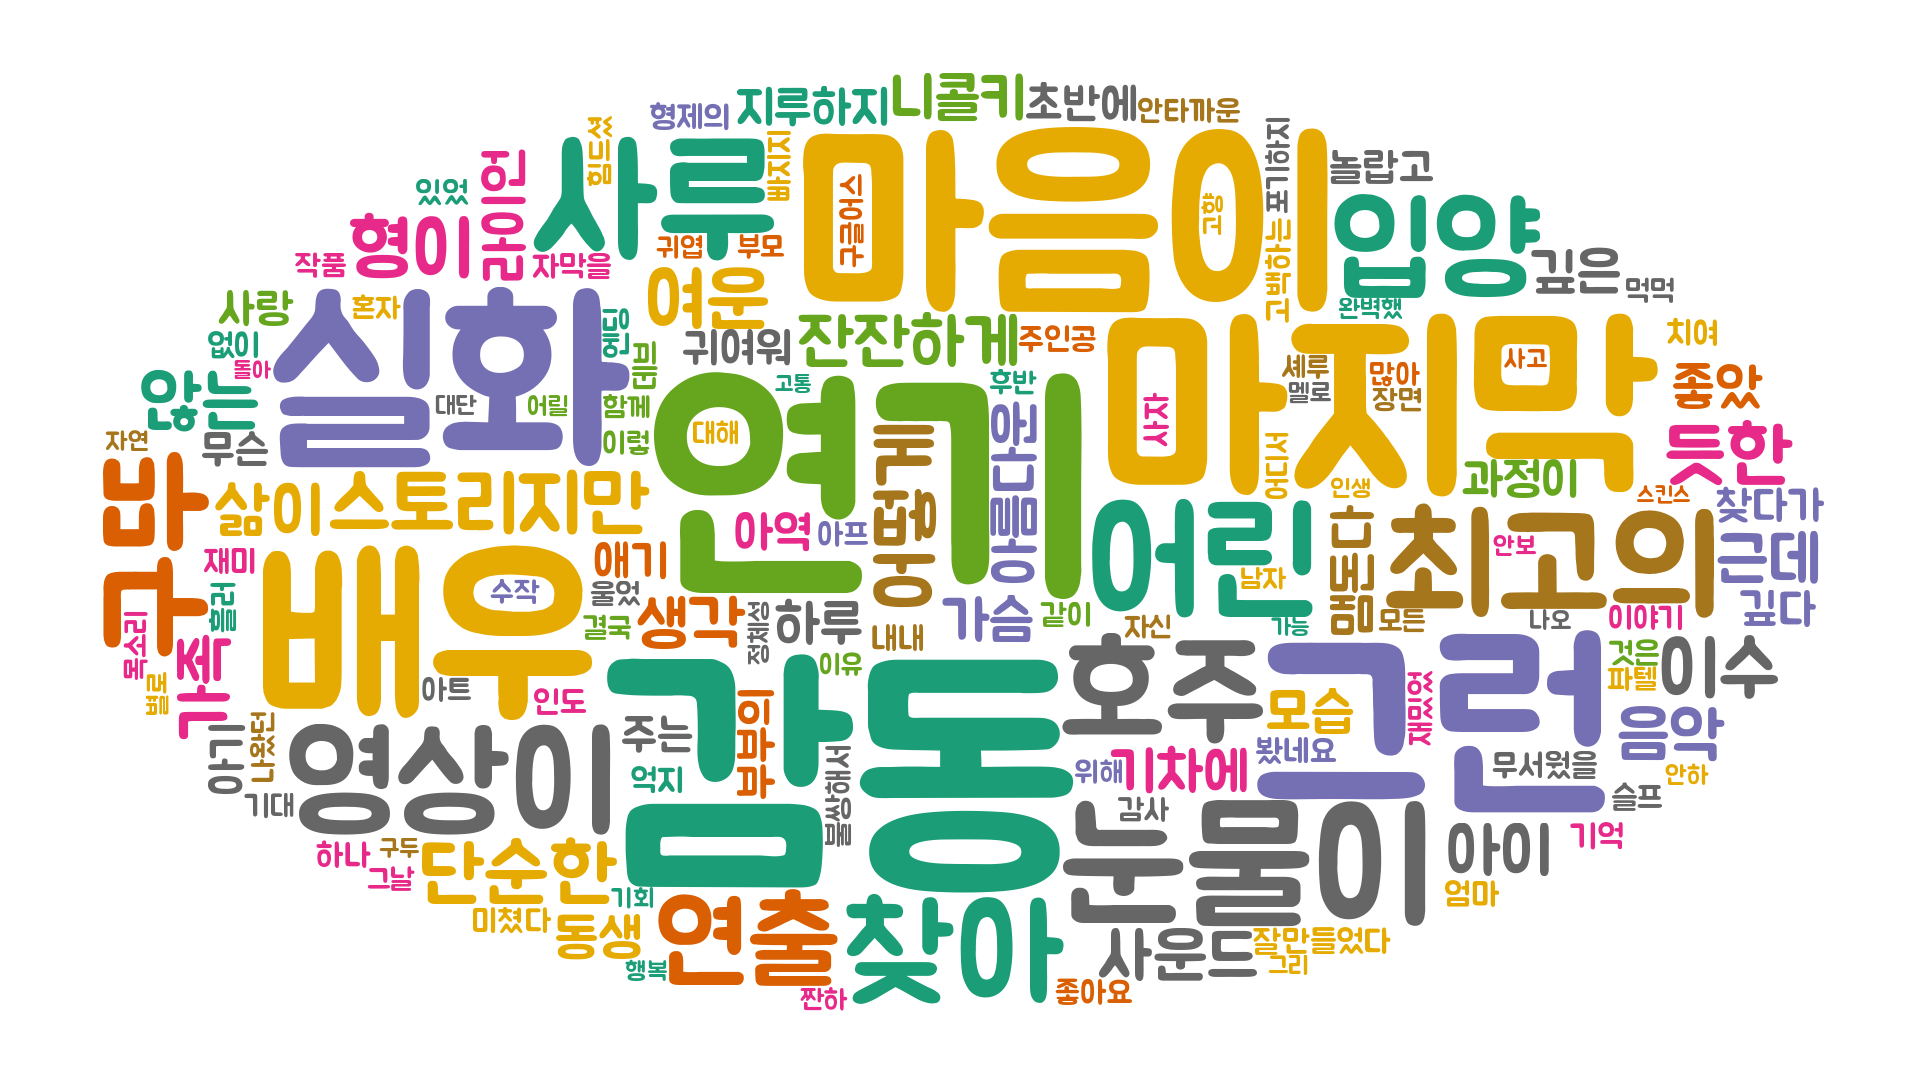 니콜키
초반에
지루하지
안타까운
형제의
힘드셨
빠지지
사루
마음이
구글어스
고향
포기하지
고백하는
놀랍고
입양
깊은
먹먹
완벽했
있었
라이언
형이
작품
자막을
귀엽
부모
여운
사랑
혼자
없이
돌아
실화
엔딩
귀여워
잔잔하게
주인공
마지막
사고
사자
치여
좋았
셰루
멜로
많아
장면
않는
무슨
자연
대단
어릴
함께
이렇
고통
후반
연기
대해
어디서
듯한
과정이
인생
스킨스
찾다가
구따
삶이
스토리지만
아역
아프
어떻게
어린
최고의
안보
근데
깊다
재미
흘러
목소리
별로
가족
배우
수작
애기
울었
결국
생각
정체성
하루
내내
가슴
같이
자신
남자
가능
모든
나오
이야기
것은
파텔
이수
아트
인도
이유
감동
호주
그런
모습
재밌었
음악
아기
나왔던
기대
영상이
주는
억지
부부의
불쌍해서
위해
기차에
봤네요
무서웠을
안하
슬프
감사
눈물이
아이
기억
엄마
하나
구두
그날
단순한
기회
미쳤다
동생
연출
찾아
사운드
잘만들었다
그리
행복
짠하
좋아요